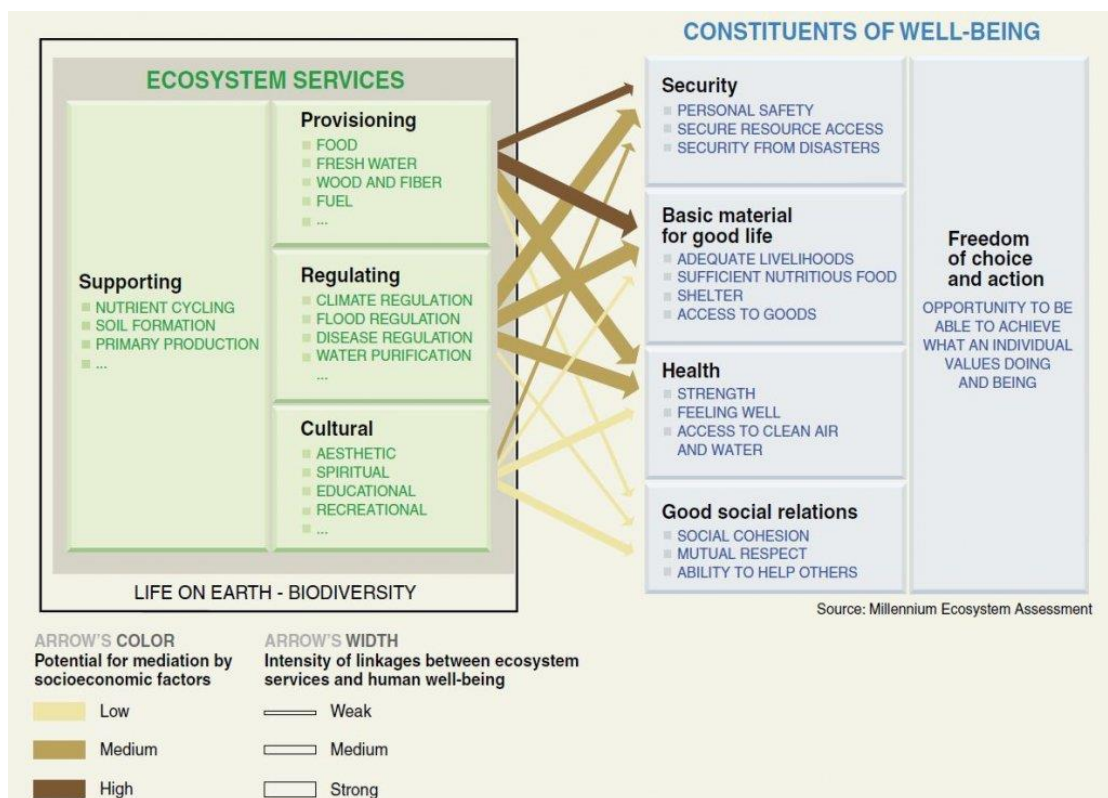 ECOSYSTEM SERVICES
Supporting
NUTRIENT CYCLING
SOIL FORMATION
PRIMARY PRODUCTION
...
Provisioning
FOOD
FRESH WATER
WOOD AND FIBER
FUEL
...
Regulating
CLIMATE REGULATION
FLOOD REGULATION
DISEASE REGULATION
WATER PURIFICATION
...
Cultural
AESTHETIC
SPIRITUAL
EDUCATIONAL
RECREATIONAL
...
LIFE ON EARTH - BIODIVERSITY
CONSTITUENTS OF WELL-BEING
Security
PERSONAL SAFETY
SECURE RESOURCE ACCESS
SECURITY FROM DISASTERS
Basic material
for good life
ADEQUATE LIVELIHOODS
SUFFICIENT NUTRITIOUS FOOD
SHELTER
ACCESS TO GOODS
Health
STRENGTH
FEELING WELL
ACCESS TO CLEAN AIR
AND WATER
Good social relations
SOCIAL COHESION
MUTUAL RESPECT
ABILITY TO HELP OTHERS
Freedom
of choice
and action
OPPORTUNITY TO BE
ABLE TO ACHIEVE
WHAT AN INDIVIDUAL
VALUES DOING
AND BEING
Source: Millennium Ecosystem Assessment
ARROW'S COLOR
Potential for mediation by
socioeconomic factors
Low
Medium
High
ARROW'S WIDTH
Intensity of linkages between ecosystem
services and human well-being
Weak
Medium
Strong